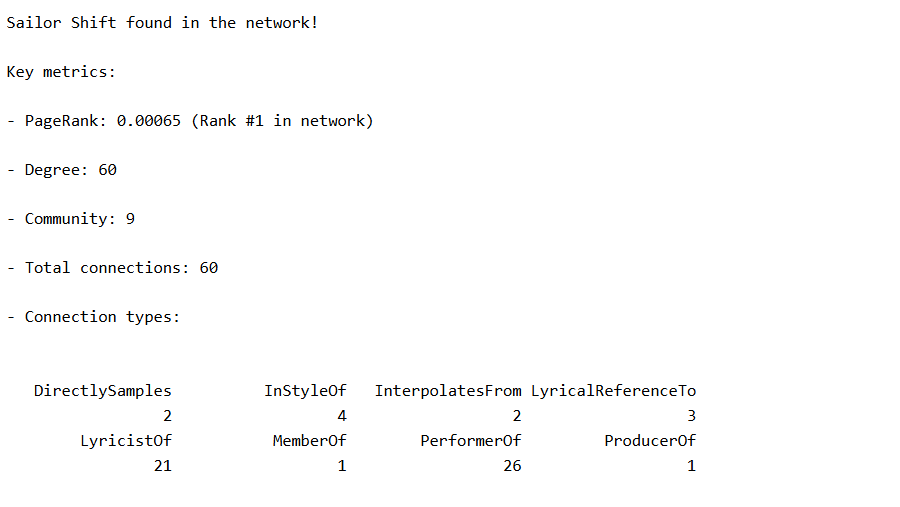 Sailor Shift found in the network!
Key metrics:
- PageRank: 0.00065 (Rank #1 in network)
- Degree: 60
- Community: 9
- Total connections: 60
- Connection types:
DirectlySamples InStyleOf InterpolatesFrom LyricalReferenceTo
2 4 2 3
LyricistOf MemberOf PerformerOf ProducerOf
21 1 26 1